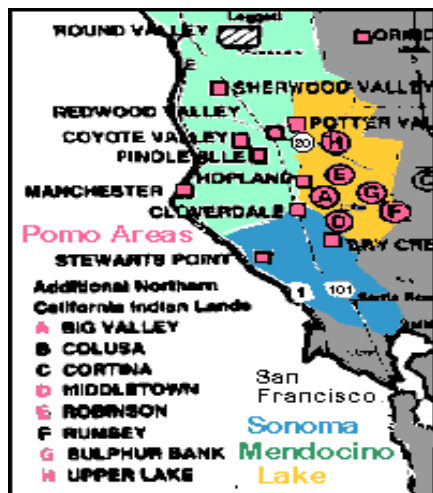 ROUND VALLEY
SHERWOOD VALLEY
REDWOOD VALLEY
POTTER VAL
COYOTE VALLEY
20
H
PINOLEVILLE
E
HOPLAND
A
G
MANCHESTER
F
C
CLOVERDALE
D
Pomo Areas
DRY CRE
STEWARTS POINT
Additional Northern
1
101
California Indian Lands
A BIG VALLEY
B COLUSA
C CORTINA
D MIDDLETOWN
E ROBINSON
F RUMSEY
G SULPHUR BANK
H UPPER LAKE
San
Francisco
Sonoma
Mendocino
Lake